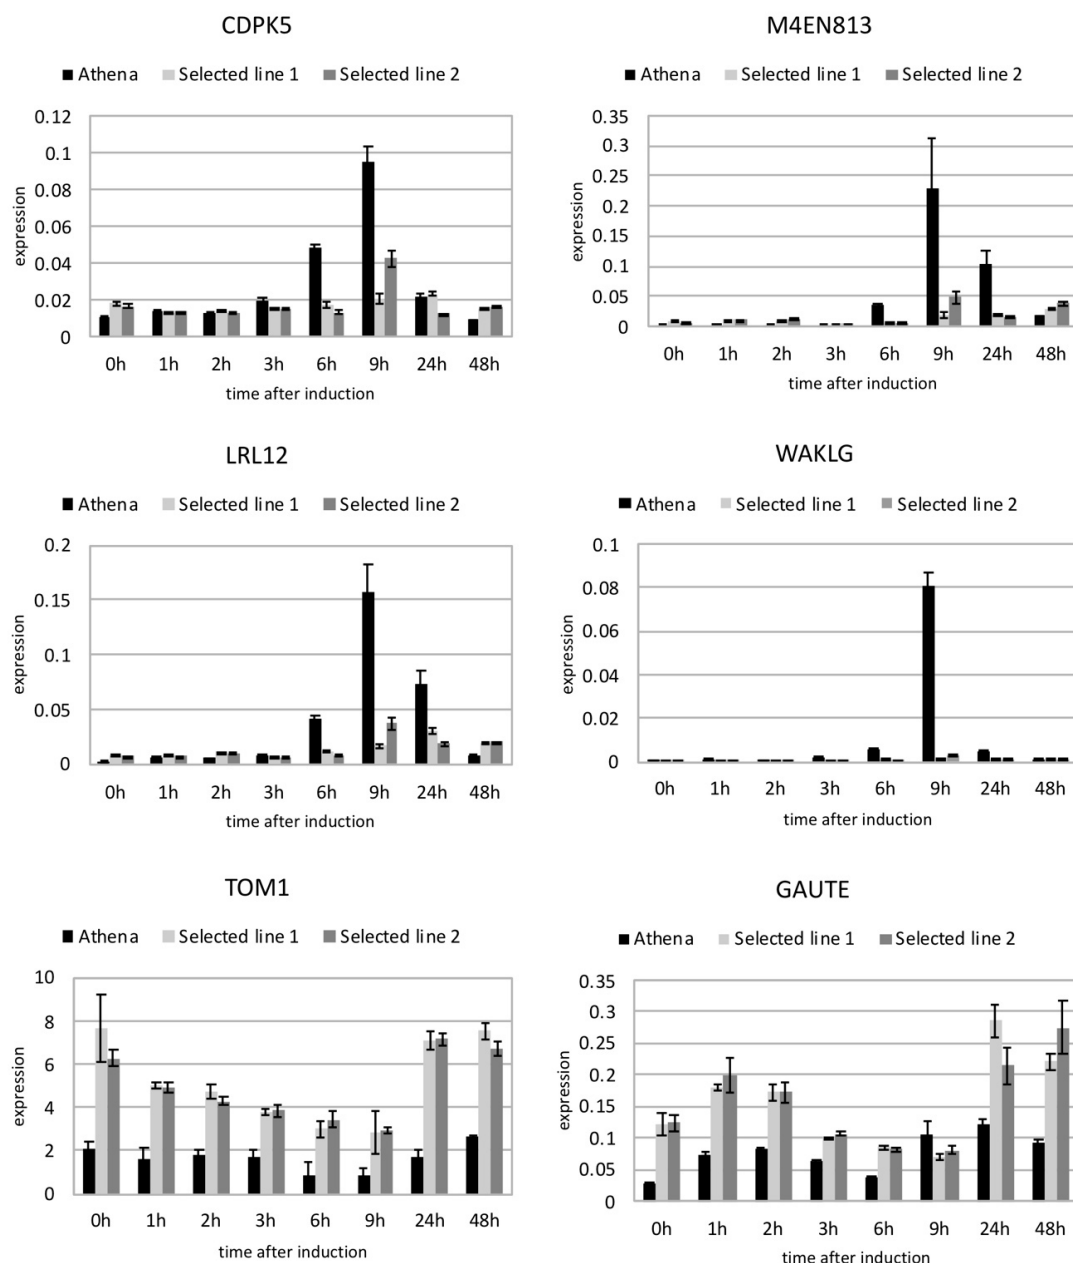 CDPK5
Athena Selected line 1 Selected line 2
0.12
0.1
0.08
0.06
0.04
0.02
0
expression
0h 1h 2h 3h 6h 9h 24h 48h
time after induction
M4EN813
Athena Selected line 1 Selected line 2
0.35
0.3
0.25
0.2
0.15
0.1
0.05
0
expression
0h 1h 2h 3h 6h 9h 24h 48h
time after induction
LRL12
Athena Selected line 1 Selected line 2
0.2
0.15
0.1
0.05
0
expression
0h 1h 2h 3h 6h 9h 24h 48h
time after induction
WAKLG
Athena Selected line 1 Selected line 2
0.1
0.08
0.06
0.04
0.02
0
expression
0h 1h 2h 3h 6h 9h 24h 48h
time after induction
TOM1
Athena Selected line 1 Selected line 2
10
8
6
4
2
0
expression
0h 1h 2h 3h 6h 9h 24h 48h
time after induction
GAUTE
Athena Selected line 1 Selected line 2
0.35
0.3
0.25
0.2
0.15
0.1
0.05
0
expression
0h 1h 2h 3h 6h 9h 24h 48h
time after induction